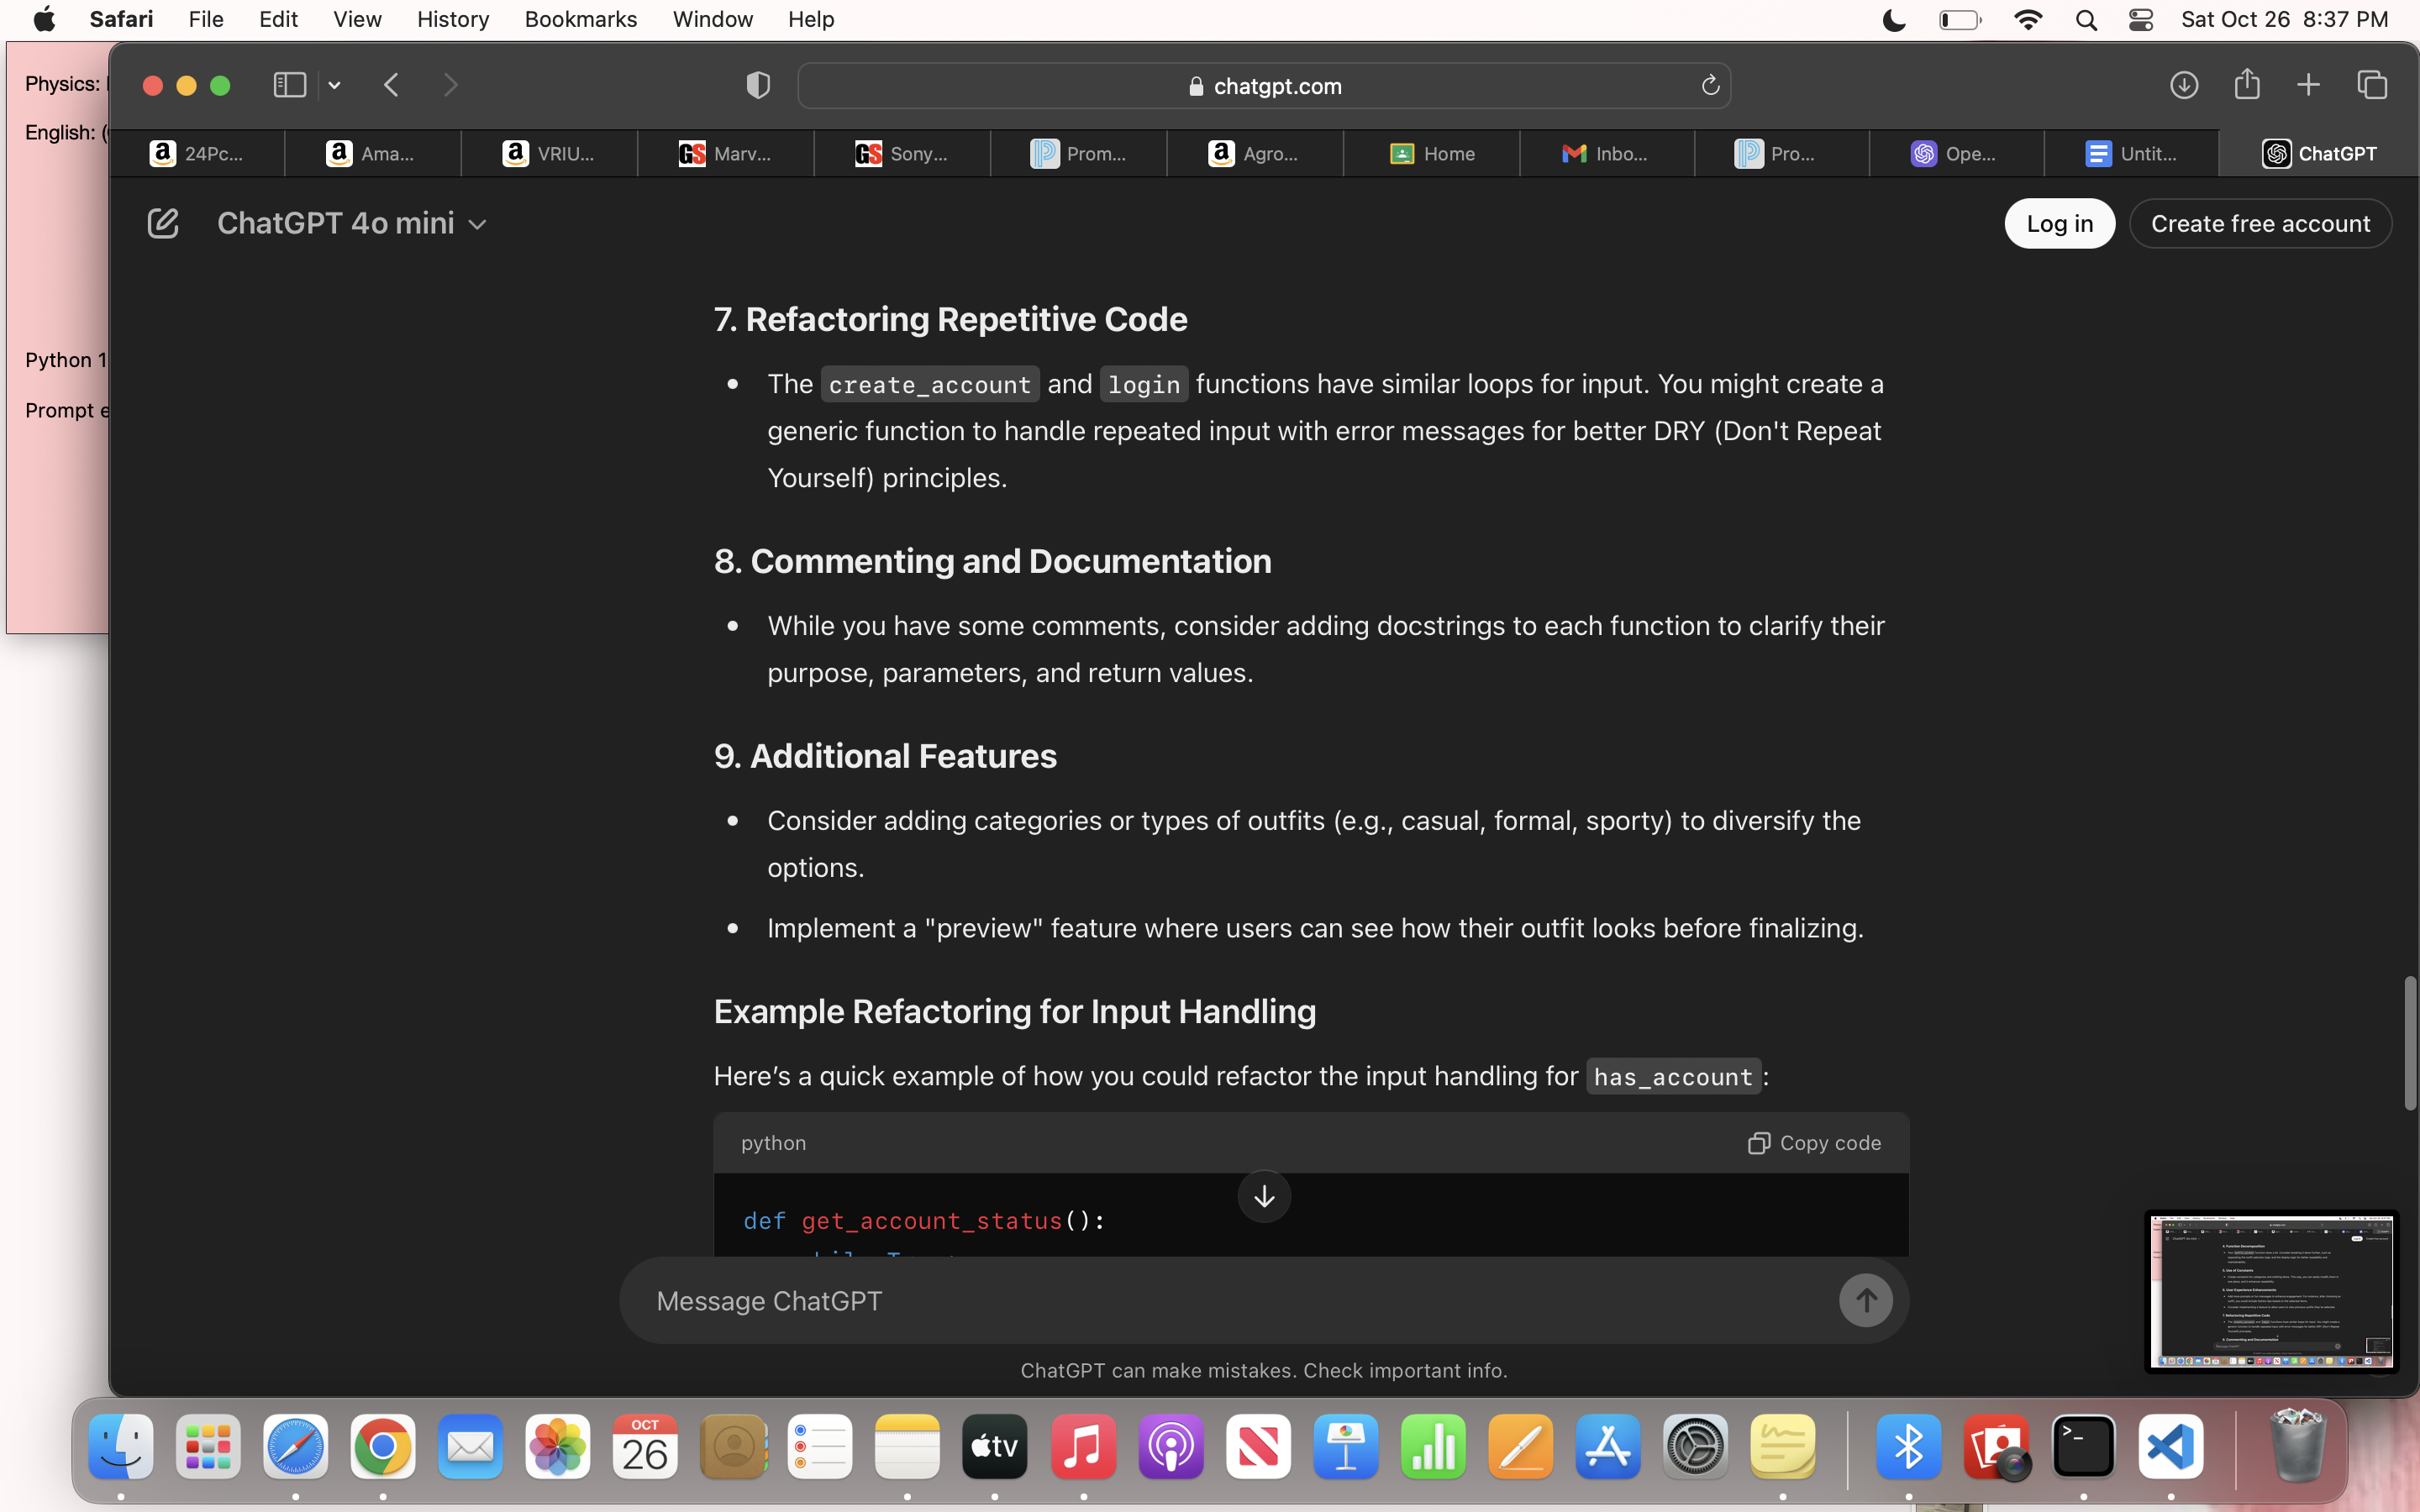 Safari File Edit View History Bookmarks Window Help Sat Oct 26 8:37 PM
Physics:
English: (
Python 1
Prompt e
chatgpt.com
24Pc... Ama... VRIU... Marv... Sony... Prom... Agro... Home Inbo... Pro... Ope... Untit... ChatGPT
ChatGPT 4o mini Log in Create free account
7. Refactoring Repetitive Code
The create_account and login functions have similar loops for input. You might create a
generic function to handle repeated input with error messages for better DRY (Don't Repeat
Yourself) principles.
8. Commenting and Documentation
While you have some comments, consider adding docstrings to each function to clarify their
purpose, parameters, and return values.
9. Additional Features
Consider adding categories or types of outfits (e.g., casual, formal, sporty) to diversify the
options.
Implement a "preview" feature where users can see how their outfit looks before finalizing.
Example Refactoring for Input Handling
Here’s a quick example of how you could refactor the input handling for has_account:
python Copy code
def get_account_status():
Message ChatGPT
ChatGPT can make mistakes. Check important info.
OCT
26
tv